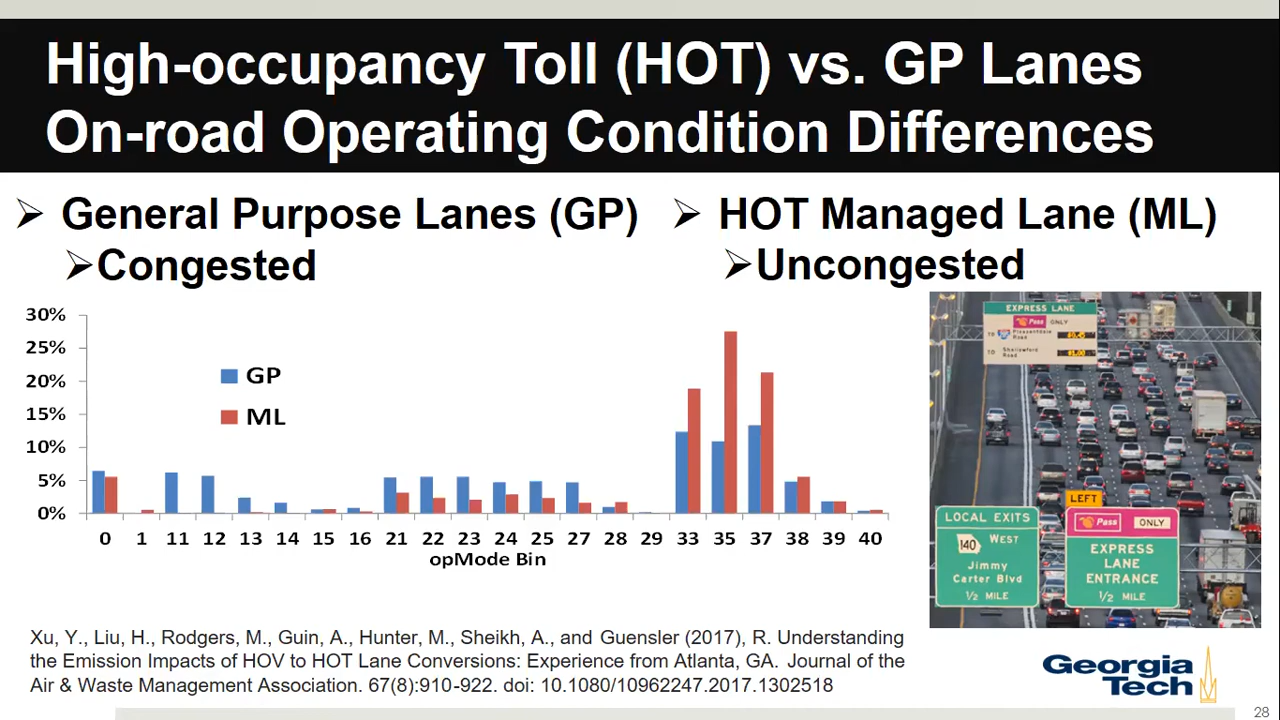 High-occupancy Toll (HOT) vs. GP Lanes
On-road Operating Condition Differences
➢ General Purpose Lanes (GP)
➢Congested
➢ HOT Managed Lane (ML)
➢Uncongested
30%
25%
20%
15%
10%
5%
0%
GP
ML
0 1 11 12 13 14 15 16 21 22 23 24 25 27 28 29 33 35 37 38 39 40
opMode Bin
EXPRESS LANE
Pass ONLY
TO Pleasantdale
Road
TO Shallowford
Road
LEFT
LOCAL EXITS
140 WEST
Jimmy
Carter Blvd
½ MILE
Pass ONLY
EXPRESS
LANE
ENTRANCE
½ MILE
Xu, Y., Liu, H., Rodgers, M., Guin, A., Hunter, M., Sheikh, A., and Guensler (2017), R. Understanding
the Emission Impacts of HOV to HOT Lane Conversions: Experience from Atlanta, GA. Journal of the
Air & Waste Management Association. 67(8):910-922. doi: 10.1080/10962247.2017.1302518
Georgia
Tech
28